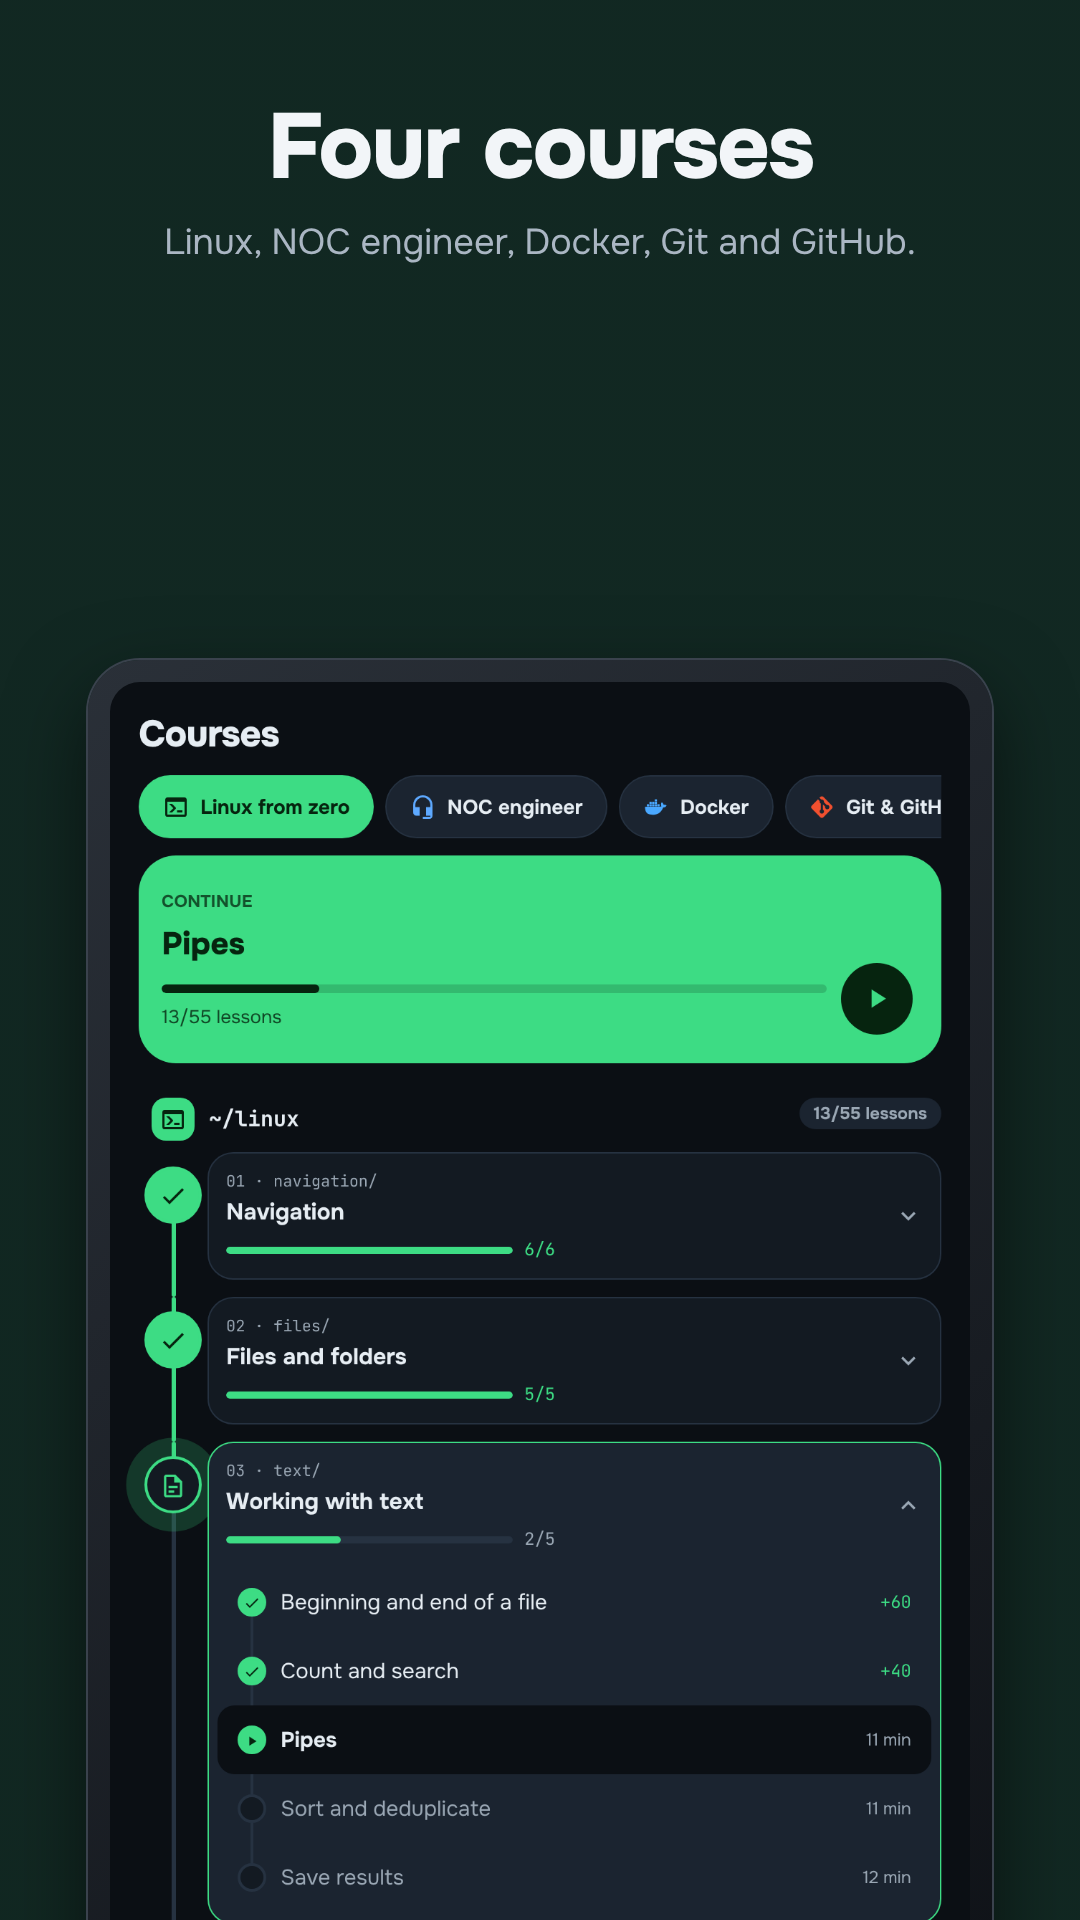 Four courses
Linux, NOC engineer, Docker, Git and GitHub.
Courses
Linux from zero
NOC engineer
Docker
Git & GitH
CONTINUE
Pipes
13/55 lessons
~/linux
13/55 lessons
01 · navigation/
Navigation
6/6
02 · files/
Files and folders
5/5
03 · text/
Working with text
2/5
Beginning and end of a file
+60
Count and search
+40
Pipes
11 min
Sort and deduplicate
11 min
Save results
12 min